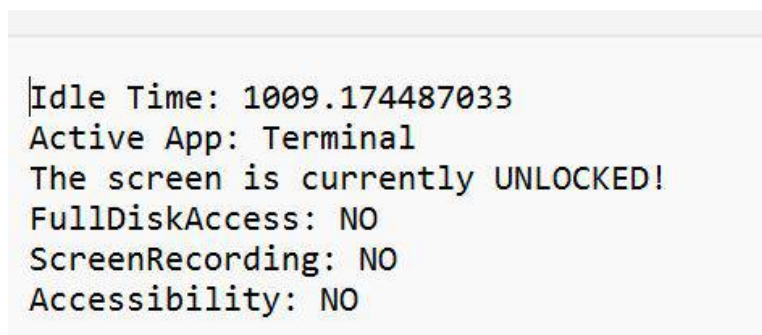 Idle Time: 1009.174487033
Active App: Terminal
The screen is currently UNLOCKED!
FullDiskAccess: NO
ScreenRecording: NO
Accessibility: NO